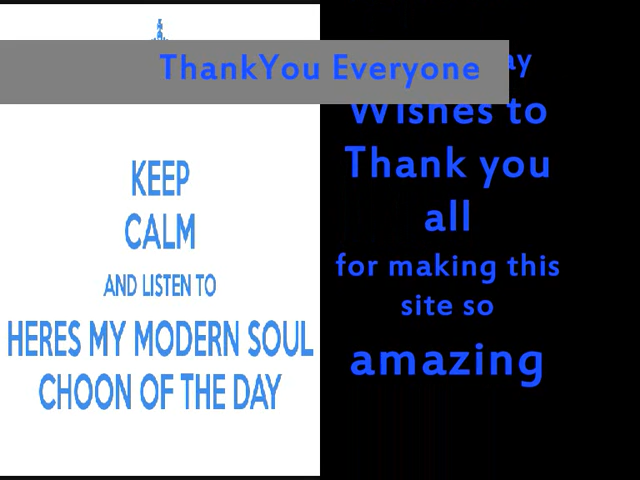 ThankYou Everyone
KEEP
CALM
AND LISTEN TO
HERES MY MODERN SOUL
CHOON OF THE DAY
Wishes to
Thank you
all
for making this
site so
amazing